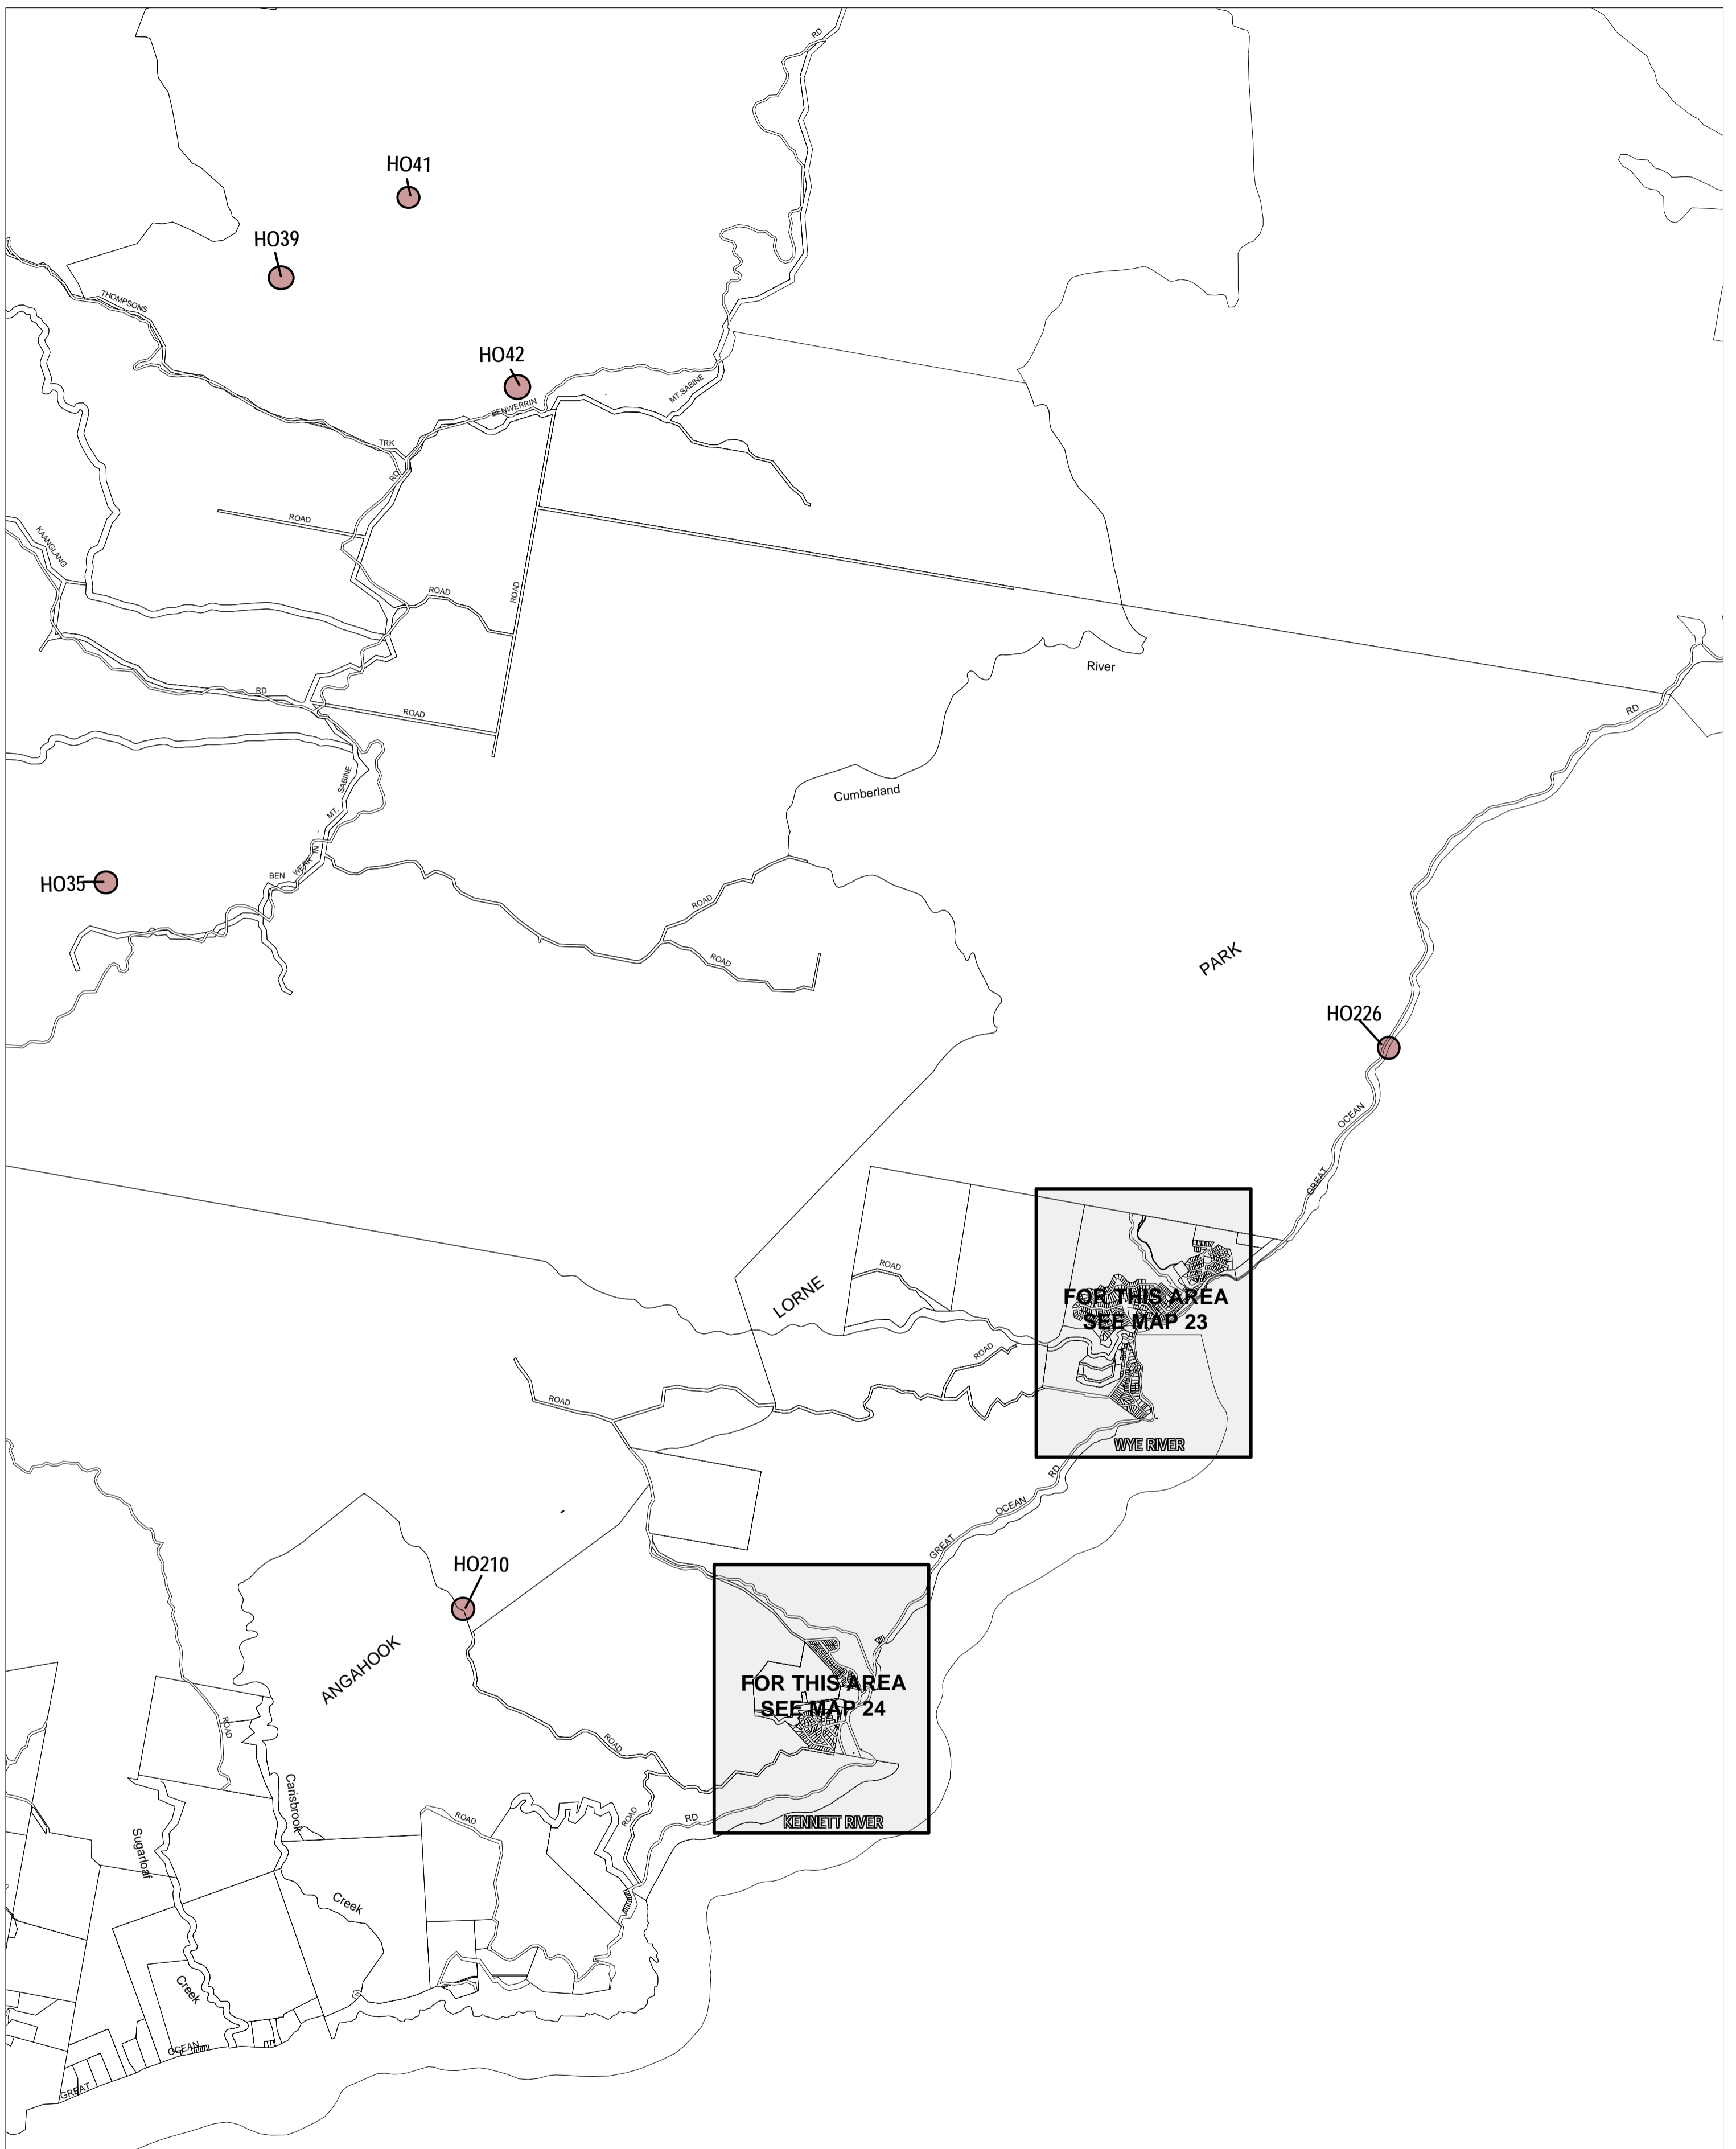 RD
HO41
HO39
THOMPSONS
HO42
MT.SABINE
BENWERRIN
TRK
RD
ROAD
KAANGLANG
ROAD
ROAD
River
RD
ROAD
RD
SABINE
MT.
Cumberland
WERR IN
BEN
HO35
ROAD
ROAD
PARK
HO226
OCEAN
GREAT
ROAD
LORNE
FOR THIS AREA
SEE MAP 23
ROAD
ROAD
WYE RIVER
RD
OCEAN
GREAT
HO210
ANGAHOOK
FOR THIS AREA
SEE MAP 24
ROAD
ROAD
Carisbrook
ROAD
ROAD
RD
KENNETT RIVER
Sugarloaf
Creek
Creek
OCEAN
GREAT